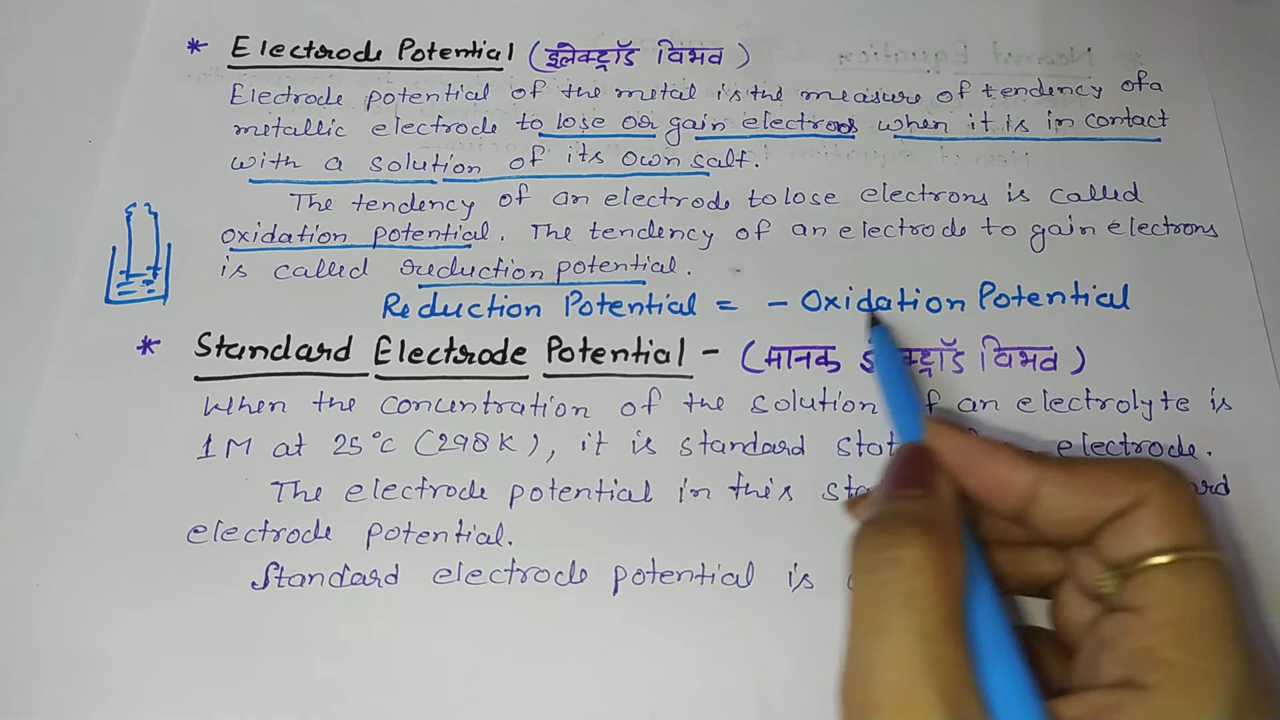 * Electrode Potential (इलेक्ट्रॉड विभव)
Electrode potential of the metal is the measure of tendency of a
metallic electrode to lose or gain electrons when it is in contact
with a solution of its own salt.
The tendency of an electrode to lose electrons is called
oxidation potential. The tendency of an electrode to gain electrons
is called reduction potential.
Reduction Potential = - Oxidation Potential
* Standard Electrode Potential - (मानक विभव)
When the concentration of the solution an electrolyte is
1M at 25°C (298K), it is standard electrode.
The electrode potential in this
electrode potential.
Standard electrode potential is